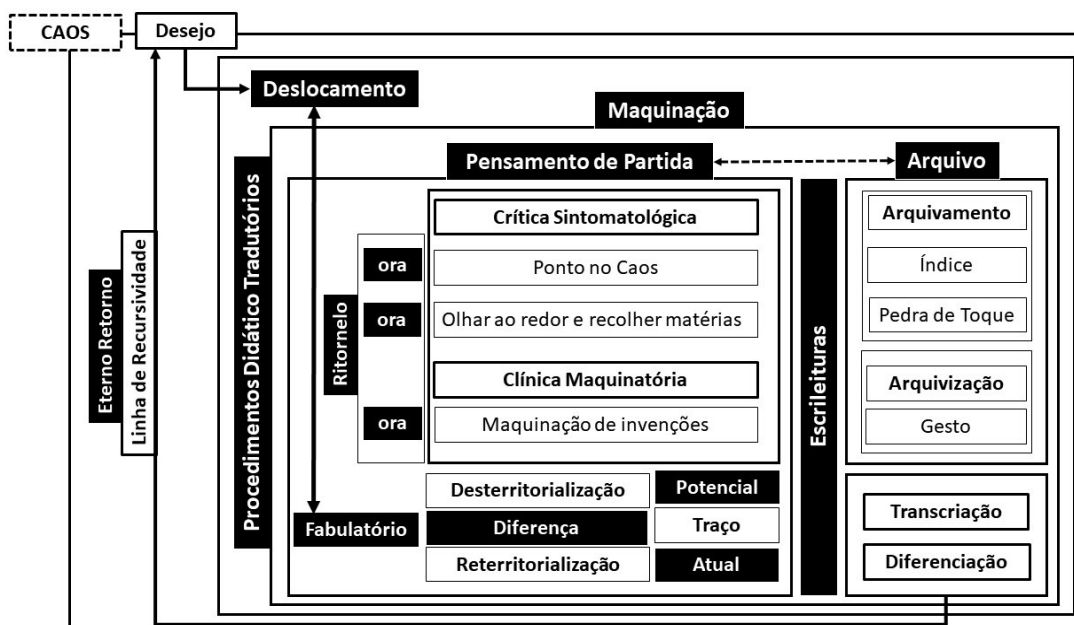 CAOS
Desejo
Deslocamento
Maquinação
Pensamento de Partida
Arquivo
Procedimentos Didático Tradutórios
Eterno Retorno
Linha de Recursividade
Ritornelo
Crítica Sintomatológica
ora
Ponto no Caos
ora
Olhar ao redor e recolher matérias
Clínica Maquinatória
ora
Maquinação de invenções
Fabulatório
Desterritorialização
Potencial
Diferença
Traço
Reterritorialização
Atual
Escrileituras
Arquivamento
Índice
Pedra de Toque
Arquivização
Gesto
Transcriação
Diferenciação